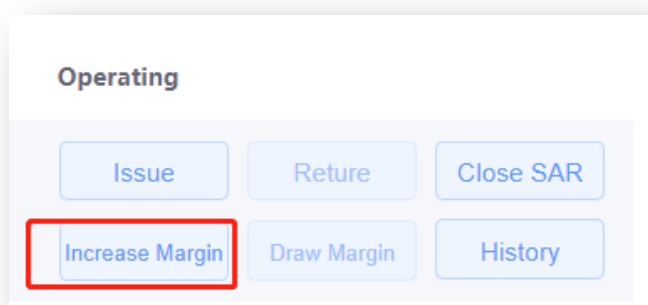 Operating
Issue Reture Close SAR
Increase Margin Draw Margin History